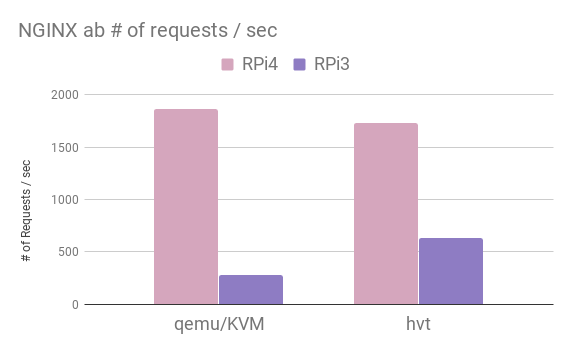 NGINX ab # of requests / sec
RPi4 RPi3
2000
1500
1000
500
0
# of Requests / sec
qemu/KVM hvt